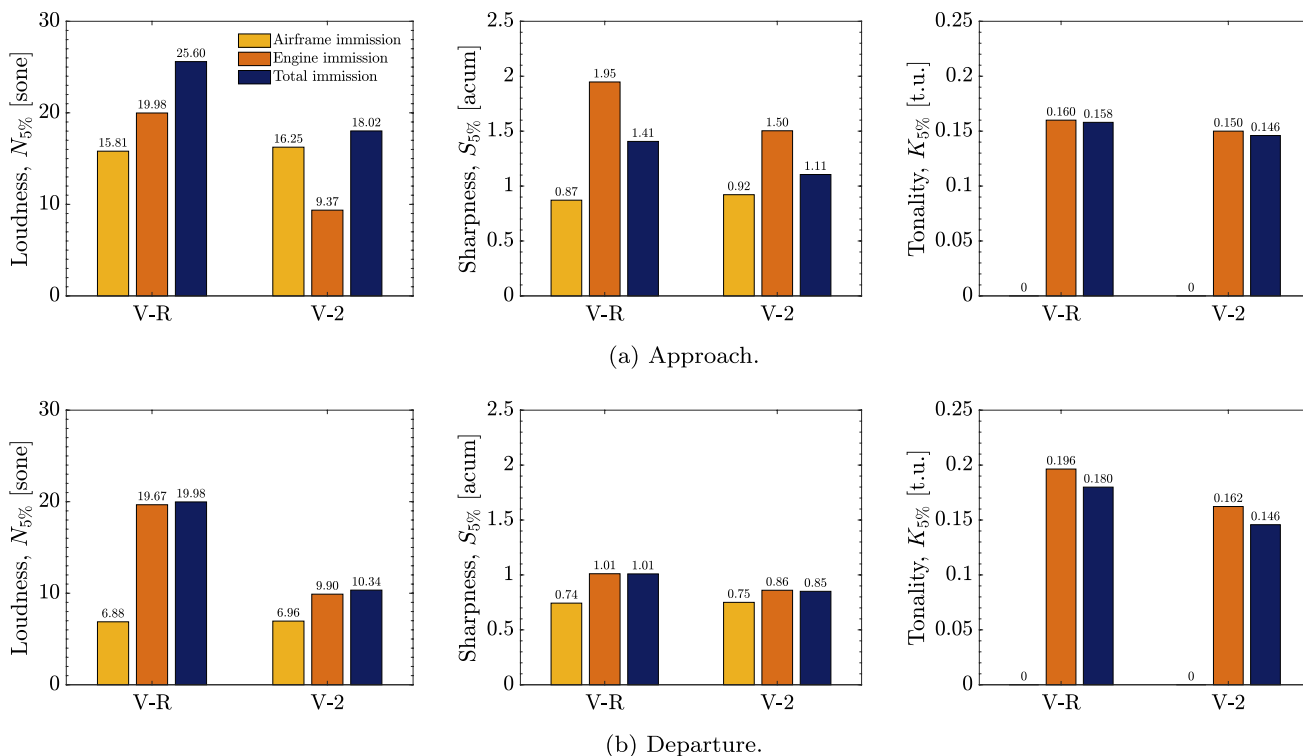 Loudness, N5% [sone]
30
20
10
0
15.81
19.98
25.60
16.25
9.37
18.02
Airframe immission
Engine immission
Total immission
V-R
V-2
Sharpness, S5% [acum]
2.5
2
1.5
1
0.5
0
0.87
1.95
1.41
0.92
1.50
1.11
V-R
V-2
Tonality, K5% [t.u.]
0.25
0.2
0.15
0.1
0.05
0
0
0.160
0.158
0
0.150
0.146
V-R
V-2
(a) Approach.
Loudness, N5% [sone]
30
20
10
0
6.88
19.67
19.98
6.96
9.90
10.34
V-R
V-2
Sharpness, S5% [acum]
2.5
2
1.5
1
0.5
0
0.74
1.01
1.01
0.75
0.86
0.85
V-R
V-2
Tonality, K5% [t.u.]
0.25
0.2
0.15
0.1
0.05
0
0
0.196
0.180
0
0.162
0.146
V-R
V-2
(b) Departure.